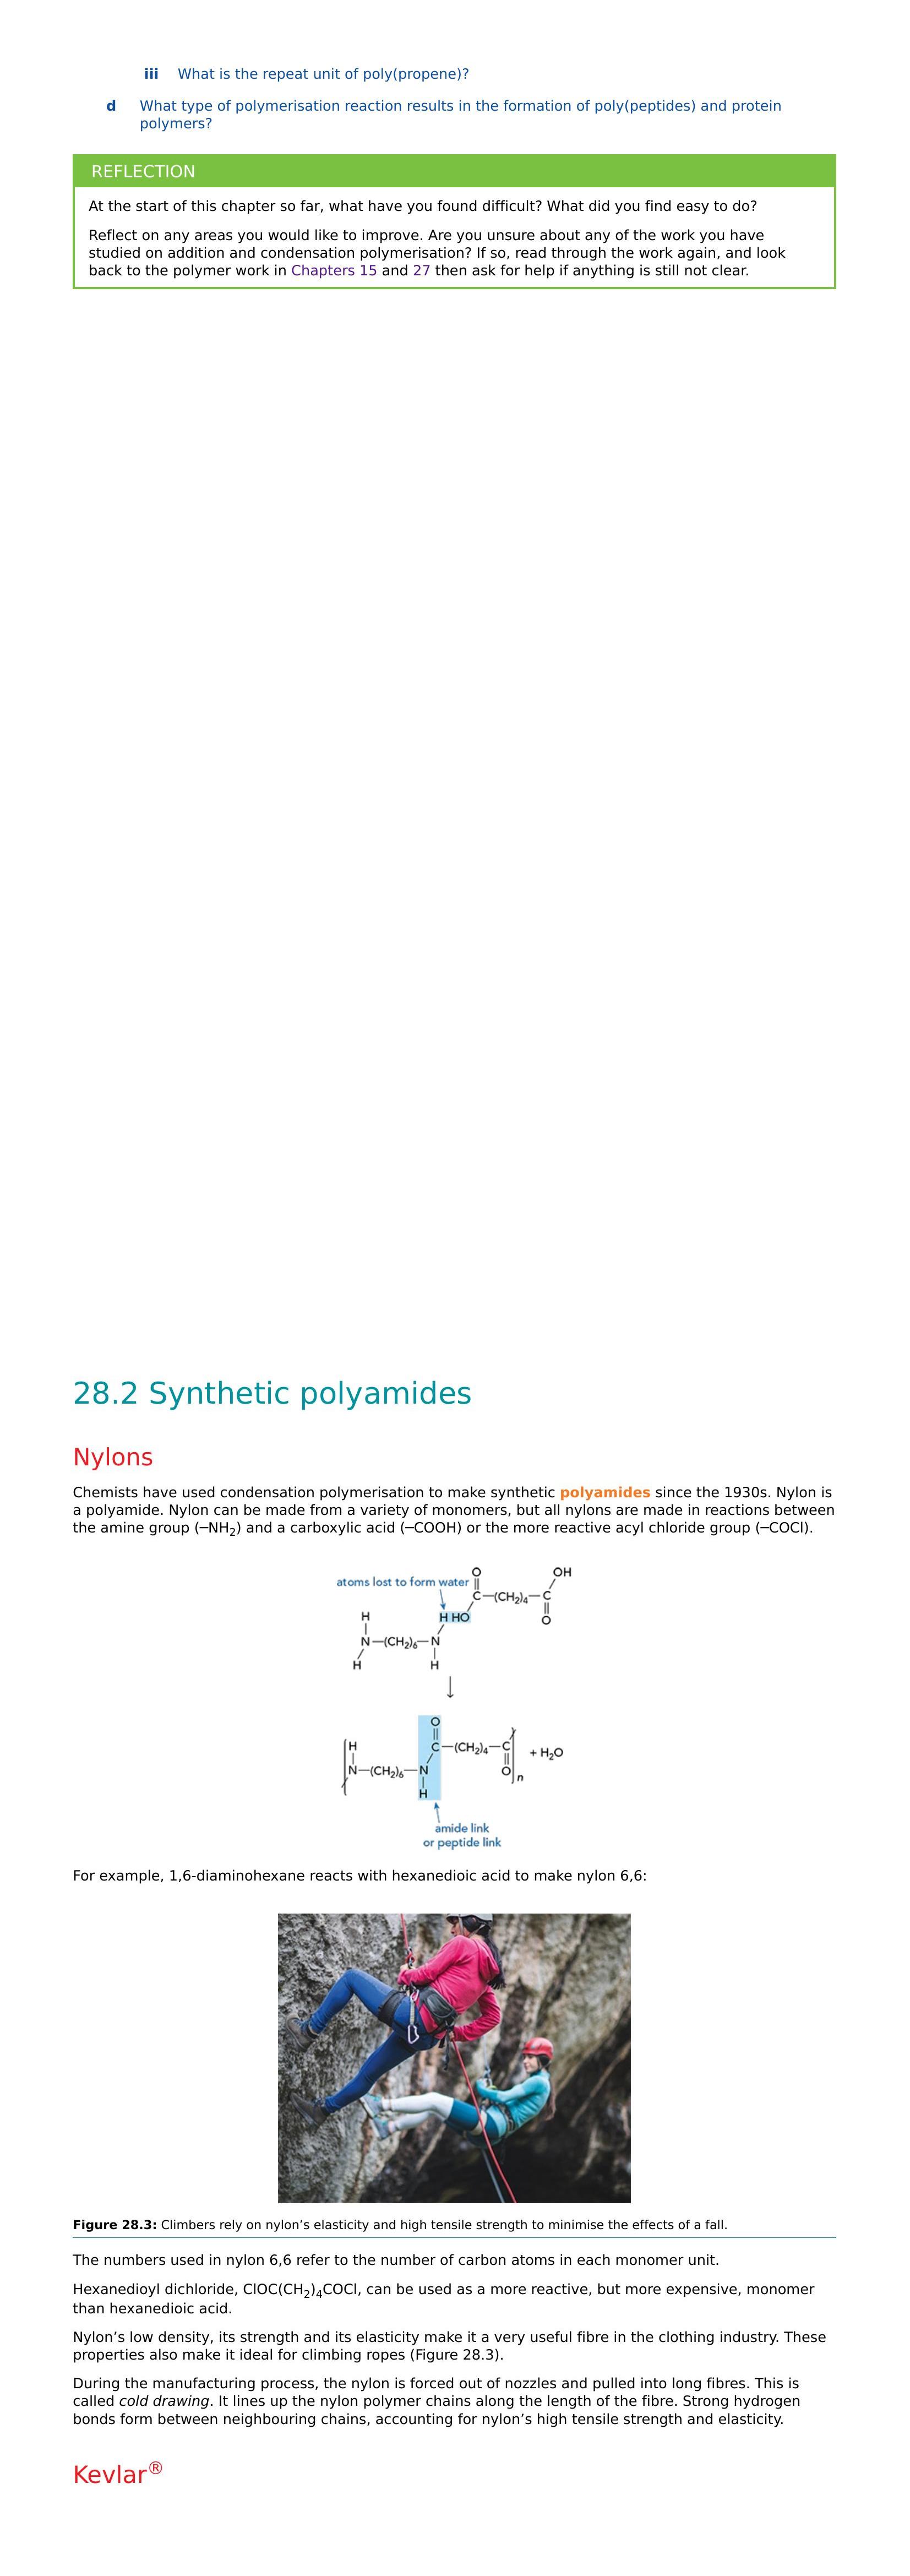 iii What is the repeat unit of poly(propene)?
d What type of polymerisation reaction results in the formation of poly(peptides) and protein
polymers?
REFLECTION
At the start of this chapter so far, what have you found difficult? What did you find easy to do?
Reflect on any areas you would like to improve. Are you unsure about any of the work you have
studied on addition and condensation polymerisation? If so, read through the work again, and look
back to the polymer work in Chapters 15 and 27 then ask for help if anything is still not clear.
28.2 Synthetic polyamides
Nylons
Chemists have used condensation polymerisation to make synthetic polyamides since the 1930s. Nylon is
a polyamide. Nylon can be made from a variety of monomers, but all nylons are made in reactions between
the amine group (–NH2) and a carboxylic acid (–COOH) or the more reactive acyl chloride group (–COCl).
O OH
atoms lost to form water
C—(CH2)4—C
H H HO O
N—(CH2)6—N
H H
↓
O
H C—(CH2)4—C + H2O
N—(CH2)6—N O n
H
amide link
or peptide link
For example, 1,6-diaminohexane reacts with hexanedioic acid to make nylon 6,6:
Figure 28.3: Climbers rely on nylon’s elasticity and high tensile strength to minimise the effects of a fall.
The numbers used in nylon 6,6 refer to the number of carbon atoms in each monomer unit.
Hexanedioyl dichloride, ClOC(CH2)4COCl, can be used as a more reactive, but more expensive, monomer
than hexanedioic acid.
Nylon’s low density, its strength and its elasticity make it a very useful fibre in the clothing industry. These
properties also make it ideal for climbing ropes (Figure 28.3).
During the manufacturing process, the nylon is forced out of nozzles and pulled into long fibres. This is
called cold drawing. It lines up the nylon polymer chains along the length of the fibre. Strong hydrogen
bonds form between neighbouring chains, accounting for nylon’s high tensile strength and elasticity.
Kevlar®